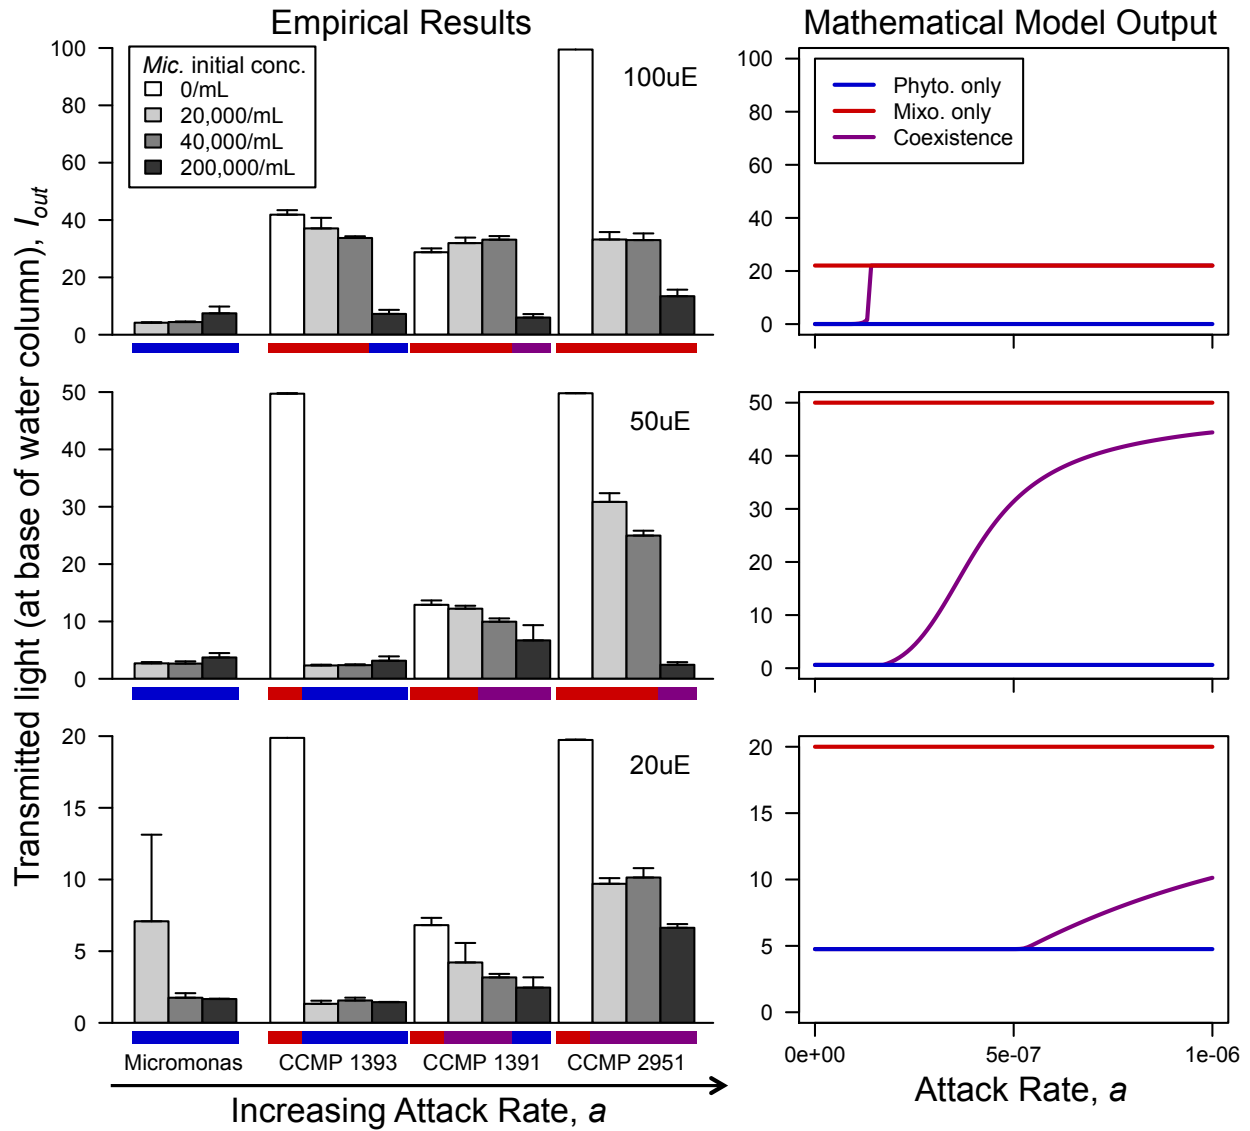 Empirical Results
Mathematical Model Output
Transmitted light (at base of water column), Iout
100
80
60
40
20
0
Mic. initial conc.
0/mL
20,000/mL
40,000/mL
200,000/mL
100uE
100
80
60
40
20
0
Phyto. only
Mixo. only
Coexistence
50
40
30
20
10
0
50uE
50
40
30
20
10
0
20
15
10
5
0
20uE
20
15
10
5
0
Micromonas
CCMP 1393
CCMP 1391
CCMP 2951
0e+00
5e-07
1e-06
Increasing Attack Rate, a
Attack Rate, a